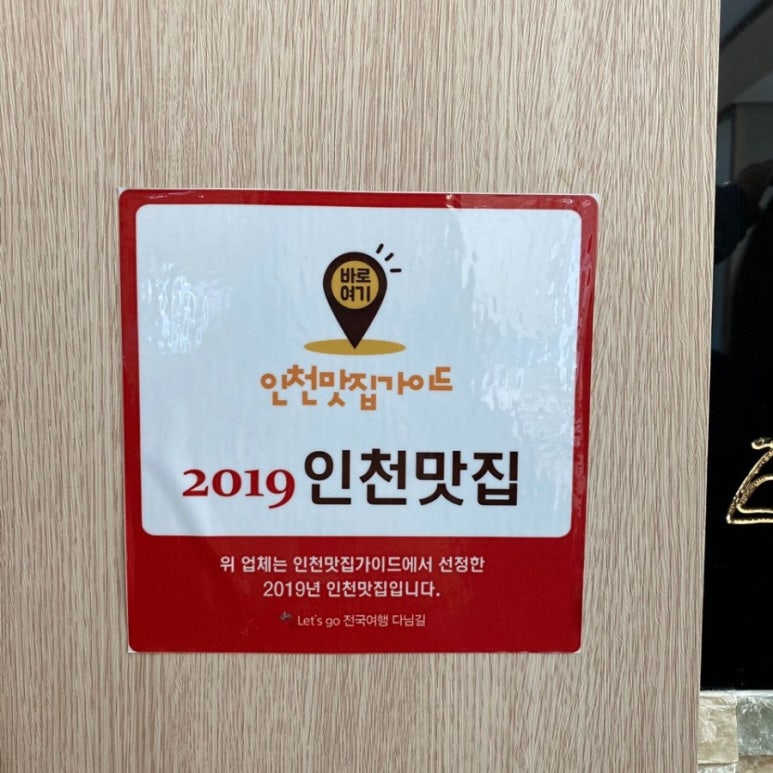 바로
여기
인천맛집가이드
2019 인천맛집
위 업체는 인천맛집가이드에서 선정한
2019년 인천맛집입니다.
Let's go 전국여행 다님길